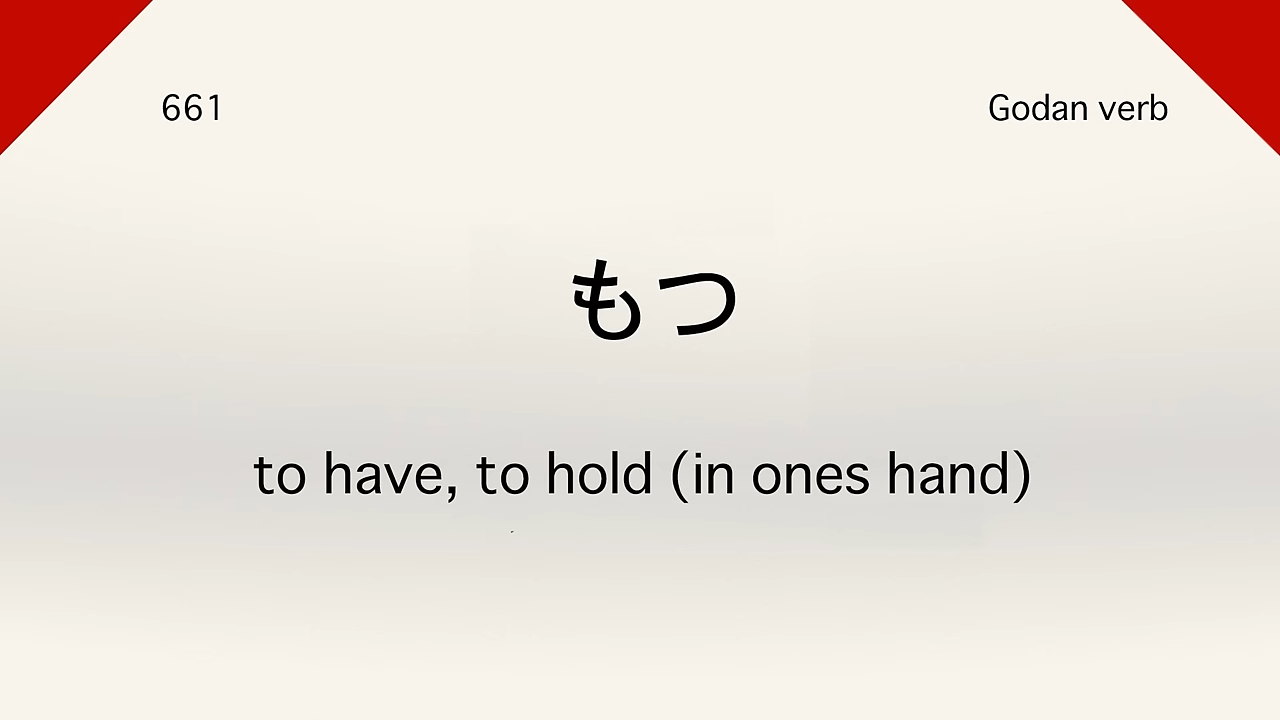 661
Godan verb
もつ
to have, to hold (in ones hand)